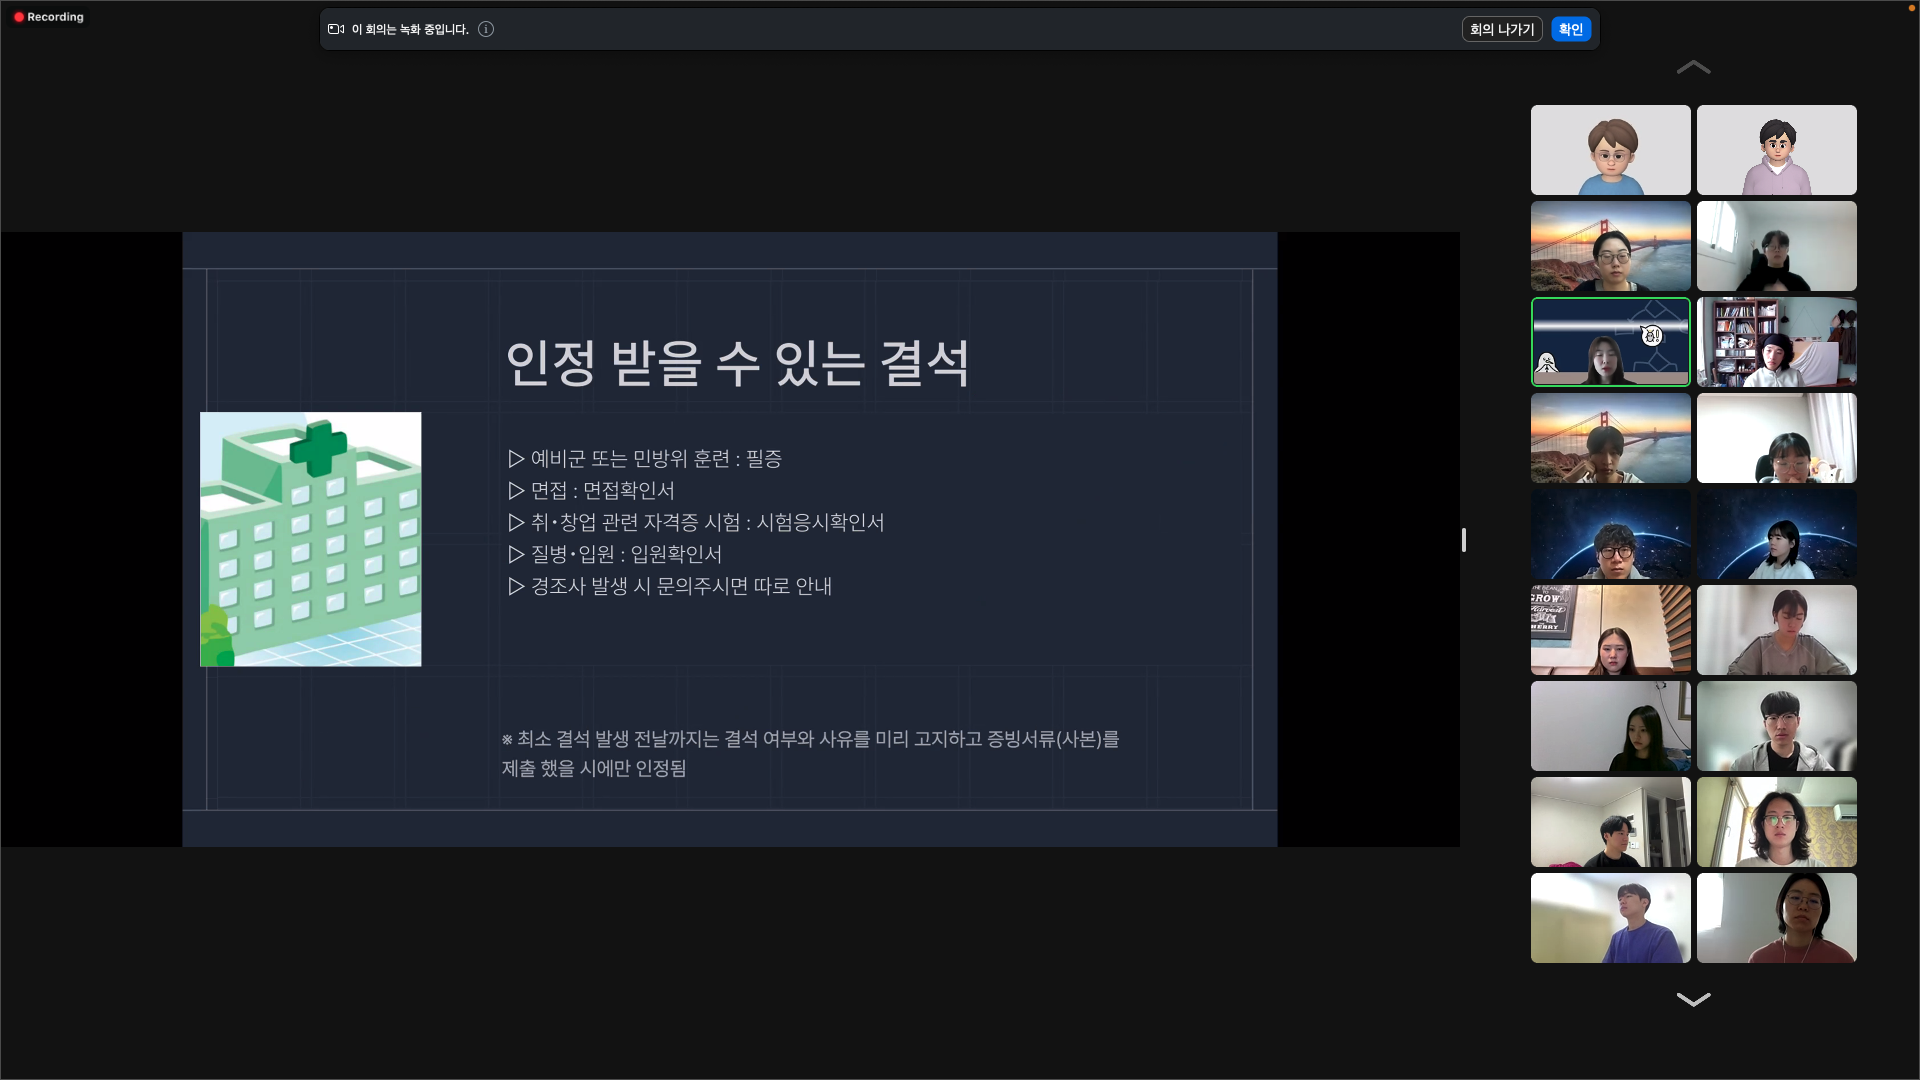 Recording
이 회의는 녹화 중입니다.
회의 나가기
확인
인정 받을 수 있는 결석
▷ 예비군 또는 민방위 훈련 : 필증
▷ 면접 : 면접확인서
▷ 취·창업 관련 자격증 시험 : 시험응시확인서
▷ 질병·입원 : 입원확인서
▷ 경조사 발생 시 문의주시면 따로 안내
※ 최소 결석 발생 전날까지는 결석 여부와 사유를 미리 고지하고 증빙서류(사본)를
제출 했을 시에만 인정됨
GROW
Harvest